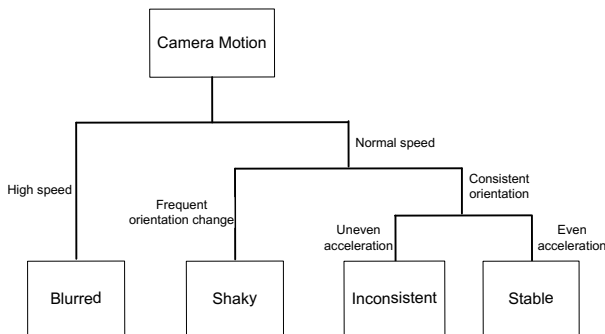 Camera Motion
Normal speed
High speed
Frequent
orientation change
Consistent
orientation
Uneven
acceleration
Even
acceleration
Blurred
Shaky
Inconsistent
Stable